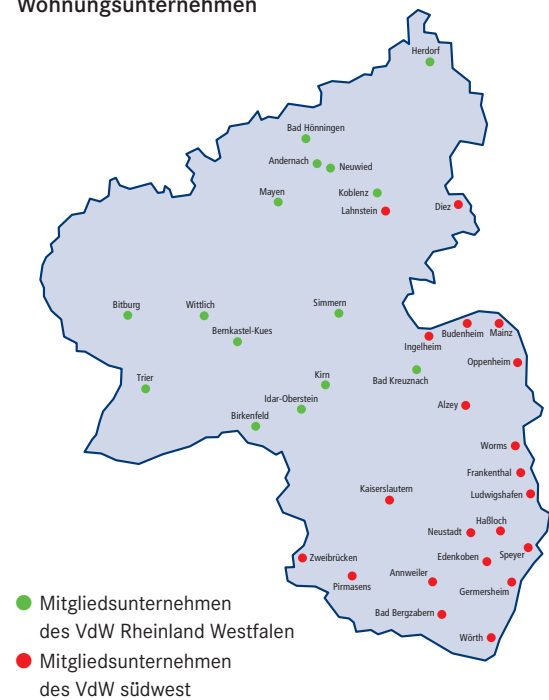 Wohnungsunternehmen
Herdorf
Bad Hönningen
Andernach
Neuwied
Mayen
Koblenz
Lahnstein
Diez
Bitburg
Wittlich
Simmern
Bernkastel-Kues
Budenheim
Mainz
Ingelheim
Oppenheim
Trier
Kirn
Bad Kreuznach
Idar-Oberstein
Alzey
Birkenfeld
Worms
Frankenthal
Kaiserslautern
Ludwigshafen
Haßloch
Neustadt
Zweibrücken
Edenkoben
Speyer
Annweiler
Pirmasens
Germersheim
Bad Bergzabern
Wörth
Mitgliedsunternehmen
des VdW Rheinland Westfalen
Mitgliedsunternehmen
des VdW südwest